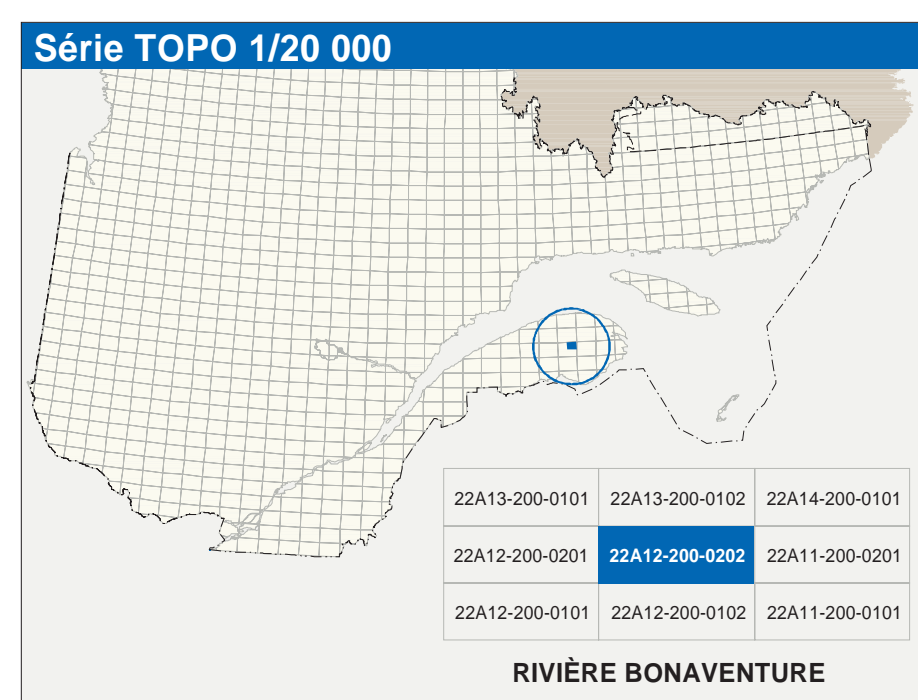 Série TOPO 1/20 000
22A13-200-0101 22A13-200-0102 22A14-200-0101
22A12-200-0201 22A12-200-0202 22A11-200-0201
22A12-200-0101 22A12-200-0102 22A11-200-0101
RIVIÈRE BONAVENTURE